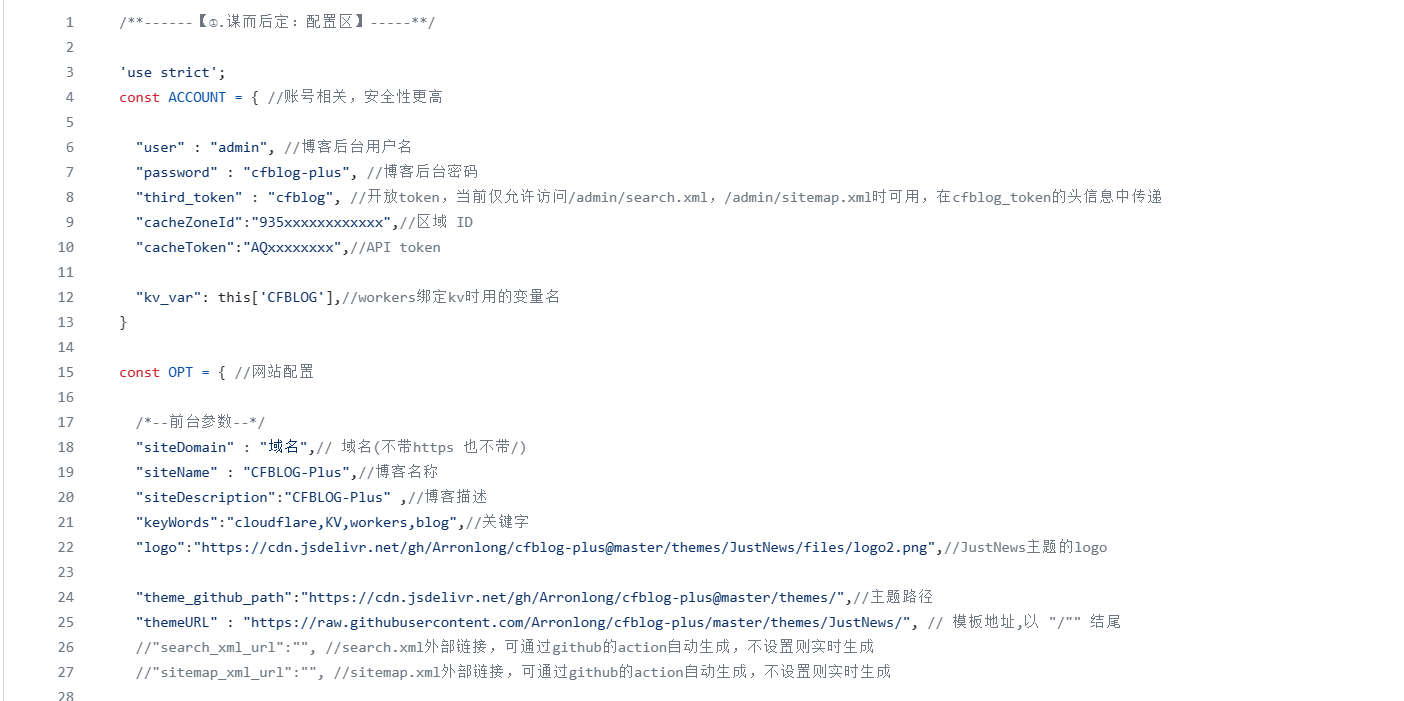 1 /**------【①.谋而后定：配置区】-----**/
2
3 'use strict';
4 const ACCOUNT = { //账号相关，安全性更高
5
6 "user" : "admin", //博客后台用户名
7 "password" : "cfblog-plus", //博客后台密码
8 "third_token" : "cfblog", //开放token，当前仅允许访问/admin/search.xml，/admin/sitemap.xml时可用，在cfblog_token的头信息中传递
9 "cacheZoneId":"935xxxxxxxxxxxx",//区域 ID
10 "cacheToken":"AQxxxxxxxx",//API token
11
12 "kv_var": this['CFBLOG'],//workers绑定kv时用的变量名
13 }
14
15 const OPT = { //网站配置
16
17 /*--前台参数--*/
18 "siteDomain" : "域名",// 域名(不带https 也不带/)
19 "siteName" : "CFBLOG-Plus",//博客名称
20 "siteDescription":"CFBLOG-Plus" ,//博客描述
21 "keyWords":"cloudflare,KV,workers,blog",//关键字
22 "logo":"https://cdn.jsdelivr.net/gh/Arronlong/cfblog-plus@master/themes/JustNews/files/logo2.png",//JustNews主题的logo
23
24 "theme_github_path":"https://cdn.jsdelivr.net/gh/Arronlong/cfblog-plus@master/themes/",//主题路径
25 "themeURL" : "https://raw.githubusercontent.com/Arronlong/cfblog-plus/master/themes/JustNews/", // 模板地址,以 "/"" 结尾
26 //"search_xml_url":"", //search.xml外部链接，可通过github的action自动生成，不设置则实时生成
27 //"sitemap_xml_url":"", //sitemap.xml外部链接，可通过github的action自动生成，不设置则实时生成
28